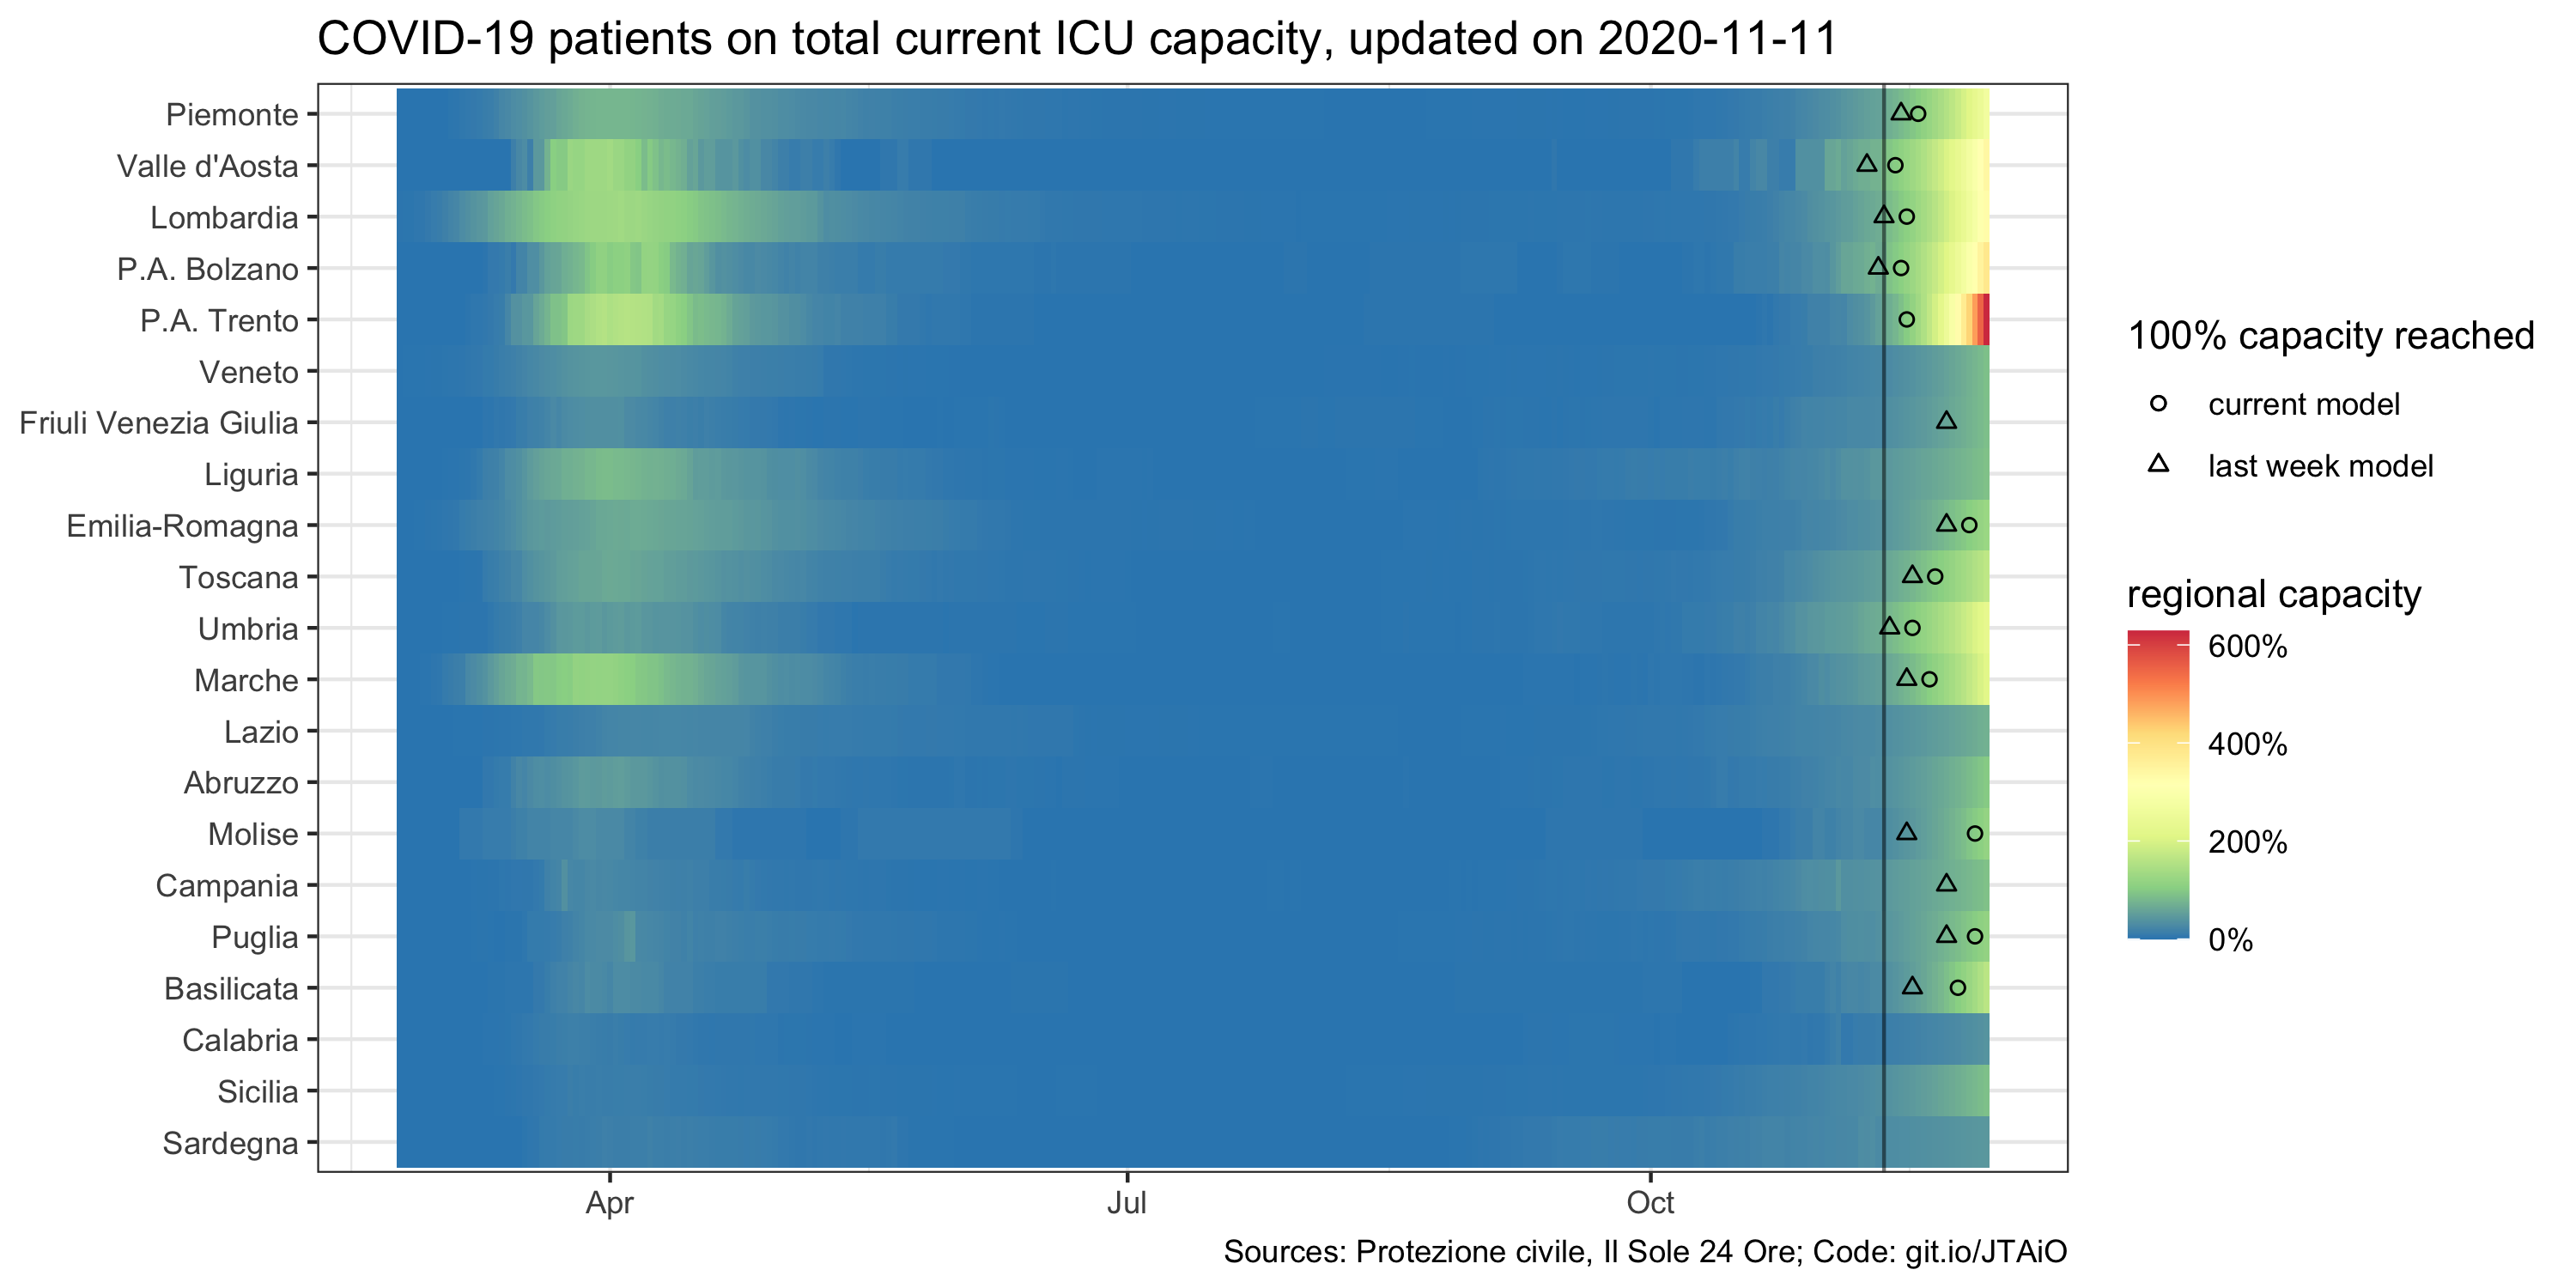 COVID-19 patients on total current ICU capacity, updated on 2020-11-11
Piemonte
Valle d'Aosta
Lombardia
P.A. Bolzano
P.A. Trento
Veneto
Friuli Venezia Giulia
Liguria
Emilia-Romagna
Toscana
Umbria
Marche
Lazio
Abruzzo
Molise
Campania
Puglia
Basilicata
Calabria
Sicilia
Sardegna
Apr
Jul
Oct
100% capacity reached
current model
last week model
regional capacity
600%
400%
200%
0%
Sources: Protezione civile, Il Sole 24 Ore; Code: git.io/JTAiO